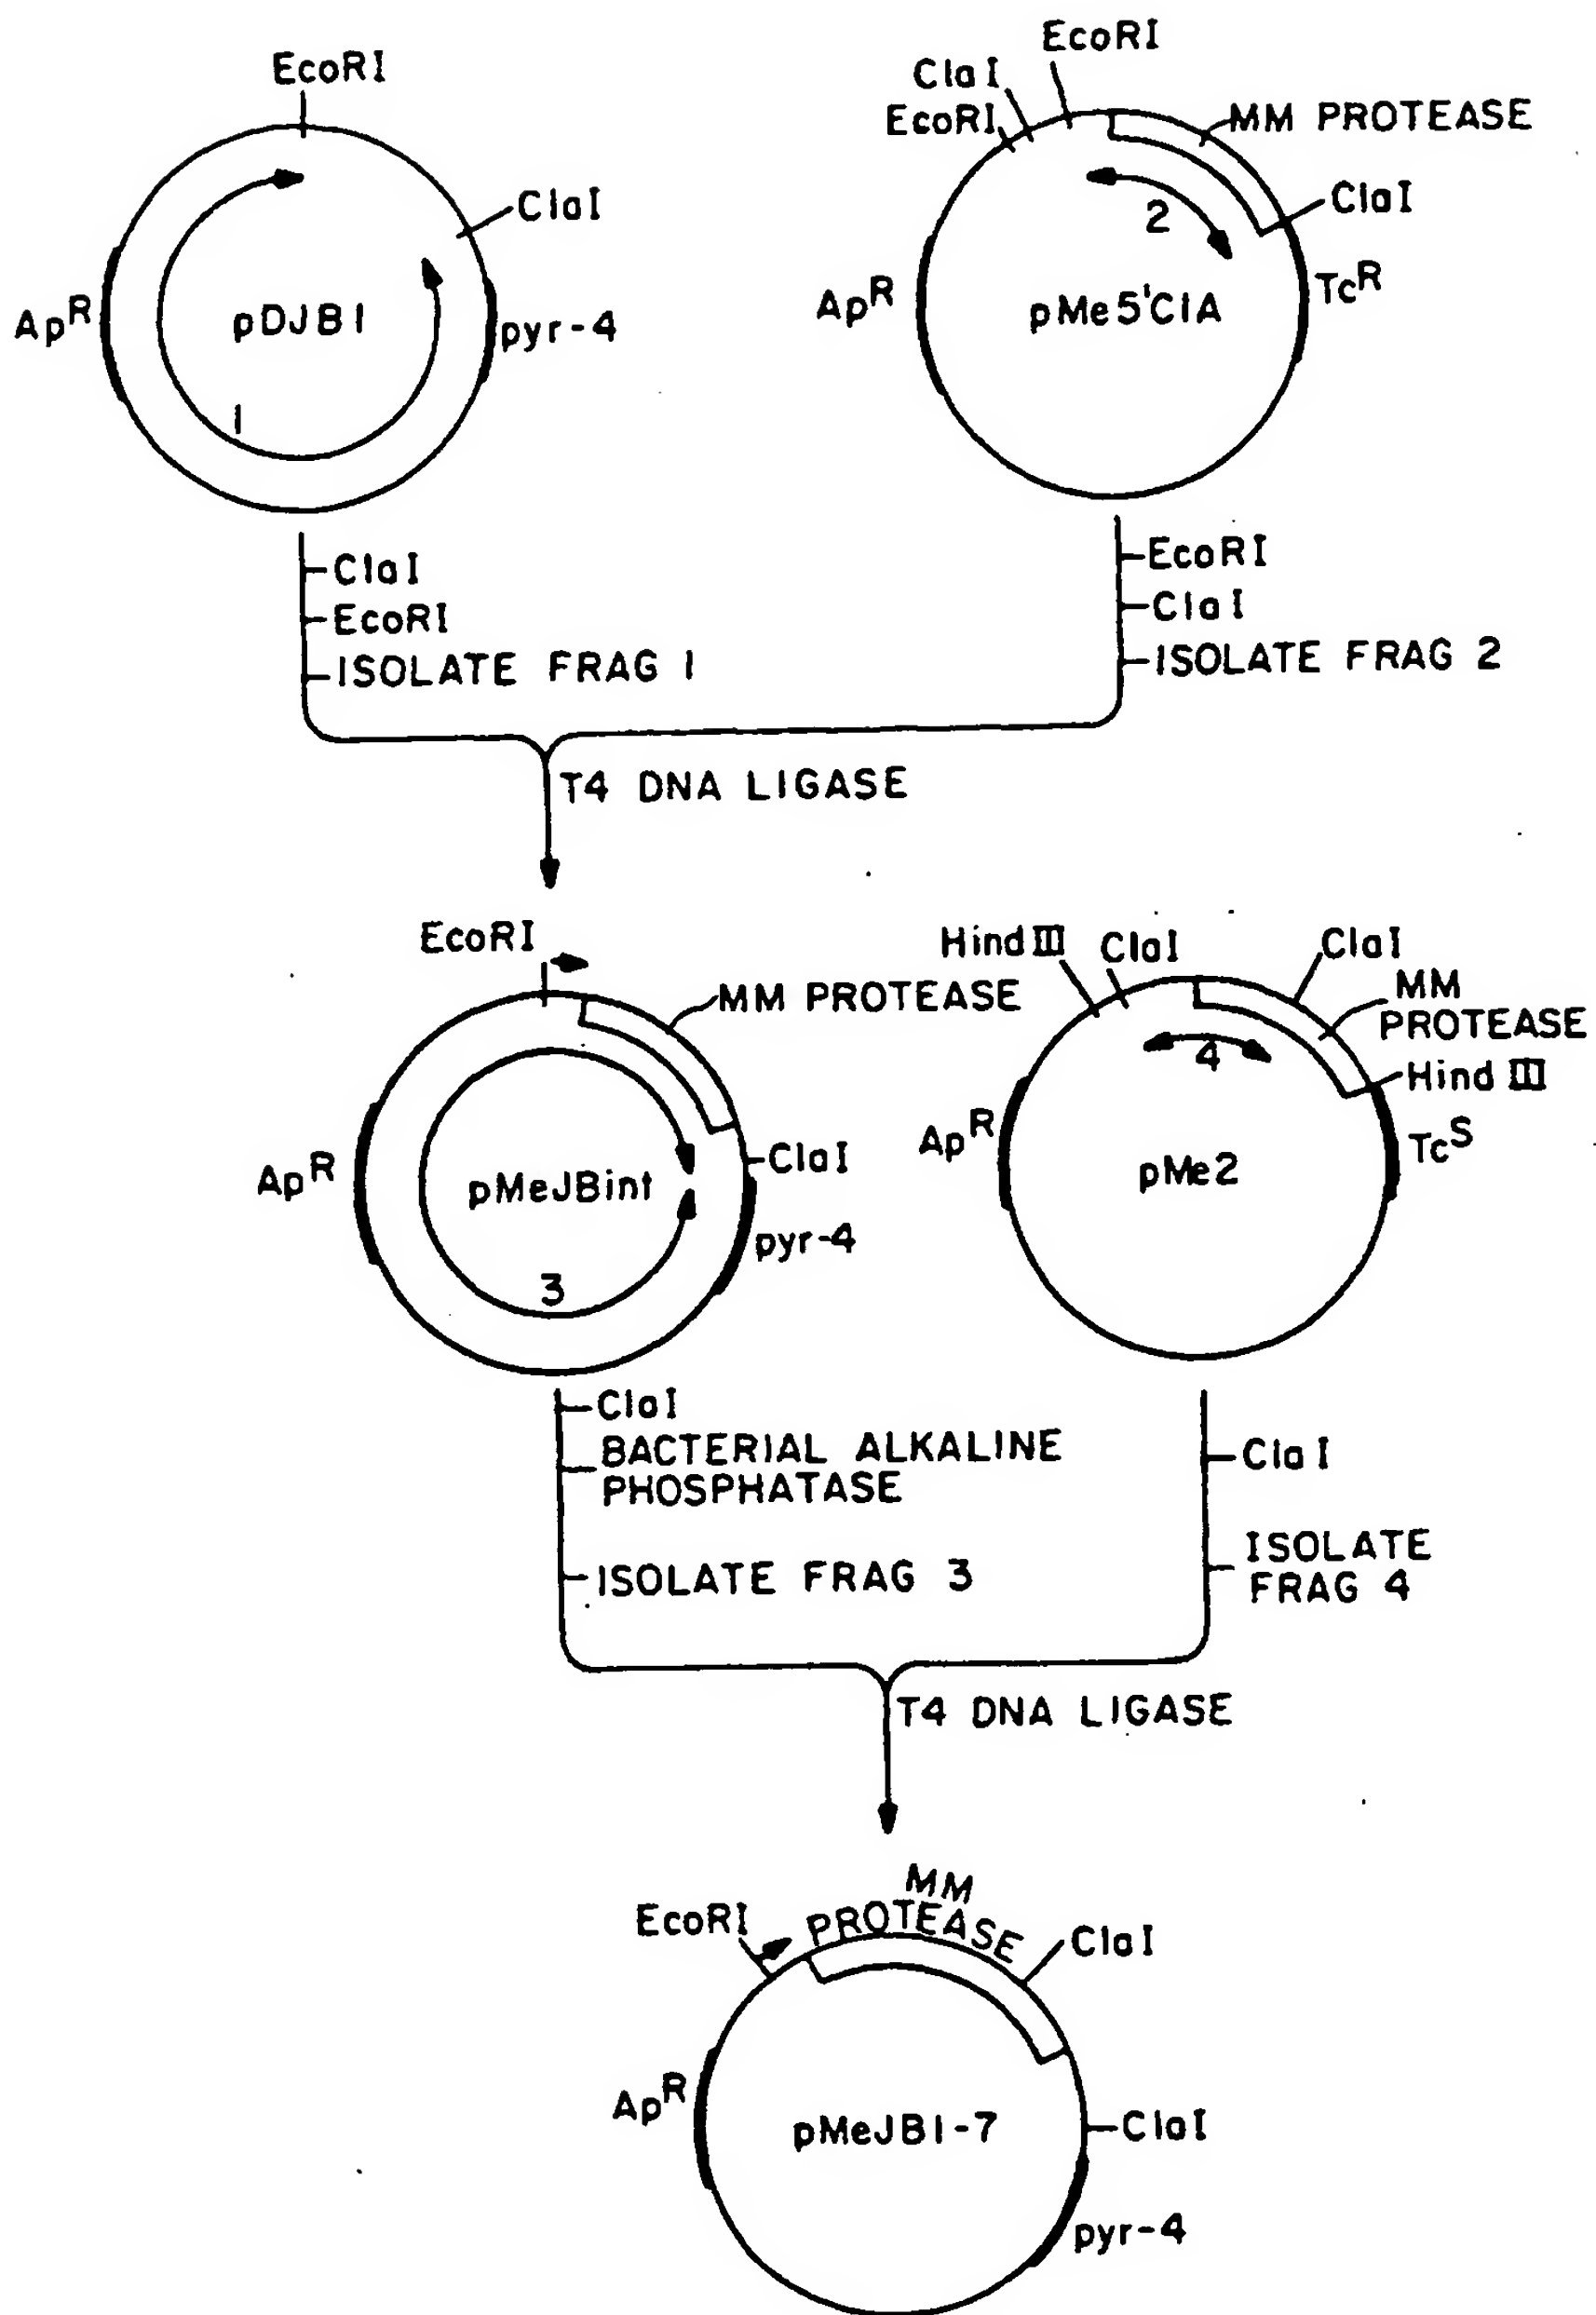 EcoRI
ClaI
ApR
pDJB1
pyr-4
1
EcoRI
ClaI
EcoRI
MM PROTEASE
ClaI
2
ApR
pMe5'ClA
TcR
ClaI
EcoRI
ISOLATE FRAG 1
EcoRI
ClaI
ISOLATE FRAG 2
T4 DNA LIGASE
EcoRI
MM PROTEASE
ClaI
ApR
pMeJBint
pyr-4
3
HindIII
ClaI
ClaI
MM
PROTEASE
4
HindIII
ApR
TcS
pMe2
ClaI
BACTERIAL ALKALINE
PHOSPHATASE
ISOLATE FRAG 3
ClaI
ISOLATE
FRAG 4
T4 DNA LIGASE
MM
PROTEASE
EcoRI
ClaI
ApR
pMeJB1-7
ClaI
pyr-4